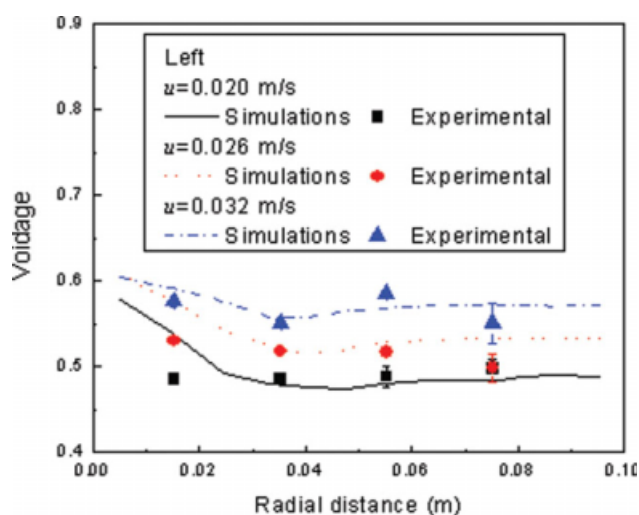 0.9
0.8
0.7
0.6
0.5
0.4
Voidage
Left
u=0.020 m/s
Simulations Experimental
u=0.026 m/s
Simulations Experimental
u=0.032 m/s
Simulations Experimental
0.00 0.02 0.04 0.06 0.08 0.10
Radial distance (m)